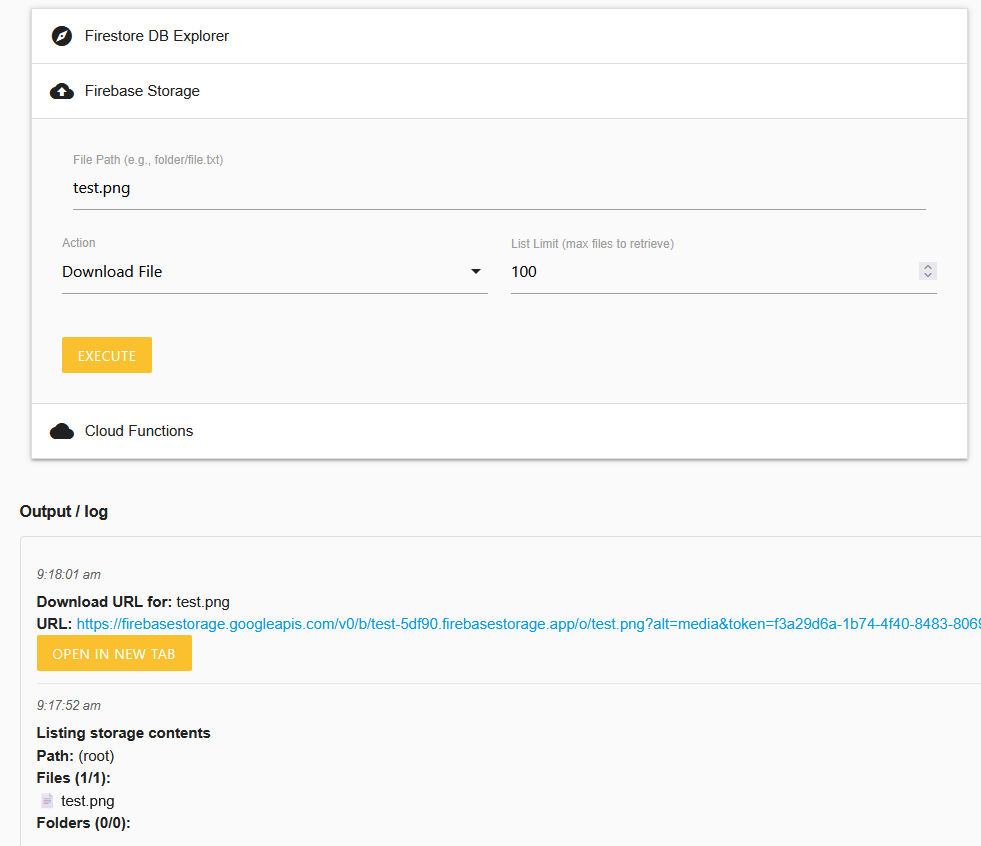 Firestore DB Explorer
Firebase Storage
File Path (e.g., folder/file.txt)
test.png
Action
List Limit (max files to retrieve)
Download File
100
EXECUTE
Cloud Functions
Output / log
9:18:01 am
Download URL for: test.png
URL: https://firebasestorage.googleapis.com/v0/b/test-5df90.firebasestorage.app/o/test.png?alt=media&token=f3a29d6a-1b74-4f40-8483-8069
OPEN IN NEW TAB
9:17:52 am
Listing storage contents
Path: (root)
Files (1/1):
test.png
Folders (0/0):